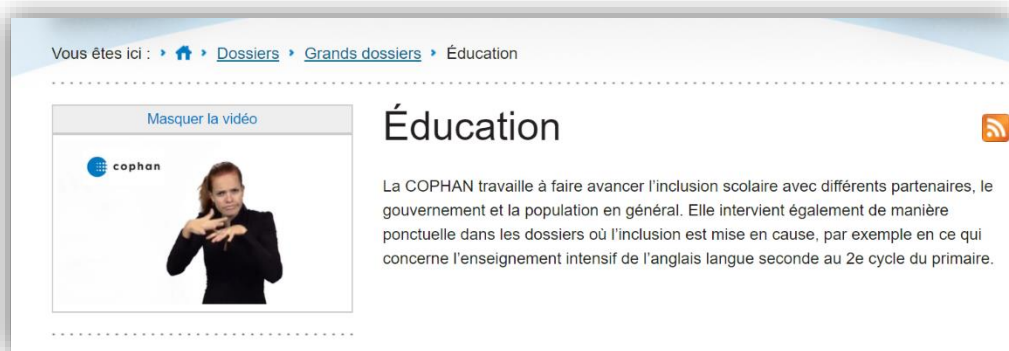 Vous êtes ici : Dossiers Grands dossiers Éducation
Masquer la vidéo
cophan
Éducation
La COPHAN travaille à faire avancer l’inclusion scolaire avec différents partenaires, le
gouvernement et la population en général. Elle intervient également de manière
ponctuelle dans les dossiers où l’inclusion est mise en cause, par exemple en ce qui
concerne l’enseignement intensif de l’anglais langue seconde au 2e cycle du primaire.